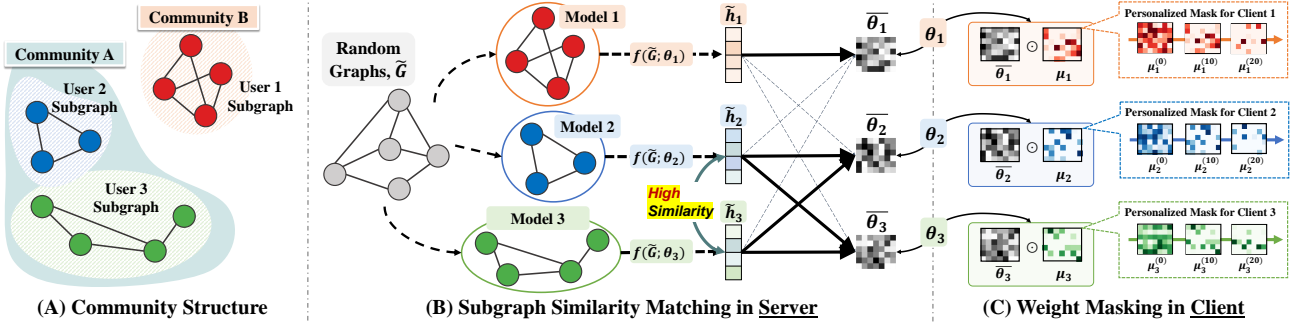 Community B
Community A
User 1
Subgraph
User 2
Subgraph
User 3
Subgraph
(A) Community Structure
Random
Graphs, G̃
Model 1
f(G̃; θ₁)
h̃₁
θ̅₁
Model 2
f(G̃; θ₂)
h̃₂
θ̅₂
High
Similarity
Model 3
f(G̃; θ₃)
h̃₃
θ̅₃
(B) Subgraph Similarity Matching in Server
θ₁
θ̅₁ ⊙ μ₁
Personalized Mask for Client 1
μ₁⁽⁰⁾ μ₁⁽¹⁰⁾ μ₁⁽²⁰⁾
θ₂
θ̅₂ ⊙ μ₂
Personalized Mask for Client 2
μ₂⁽⁰⁾ μ₂⁽¹⁰⁾ μ₂⁽²⁰⁾
θ₃
θ̅₃ ⊙ μ₃
Personalized Mask for Client 3
μ₃⁽⁰⁾ μ₃⁽¹⁰⁾ μ₃⁽²⁰⁾
(C) Weight Masking in Client